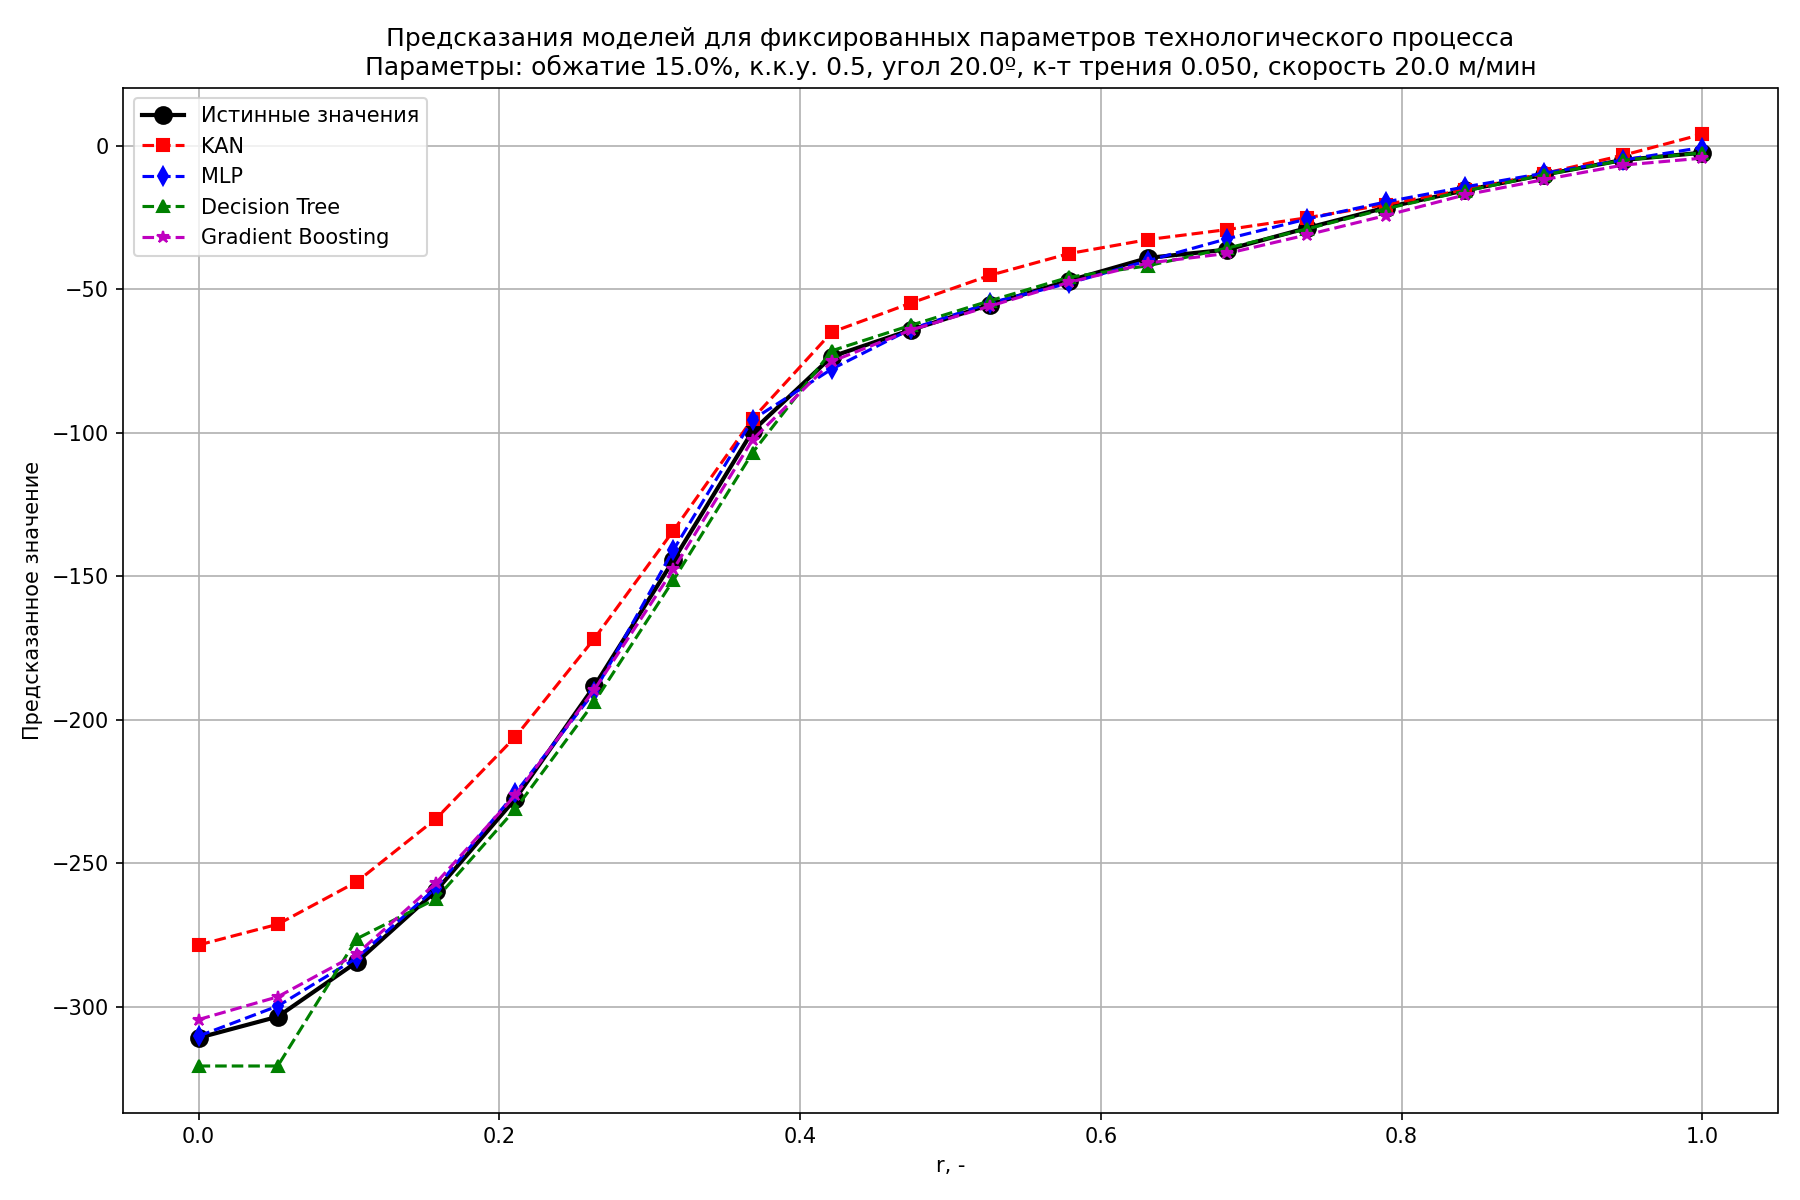 Предсказания моделей для фиксированных параметров технологического процесса
Параметры: обжатие 15.0%, к.к.у. 0.5, угол 20.0º, к-т трения 0.050, скорость 20.0 м/мин
Истинные значения
KAN
MLP
Decision Tree
Gradient Boosting
Предсказанное значение
0
−50
−100
−150
−200
−250
−300
0.0 0.2 0.4 0.6 0.8 1.0
r, -